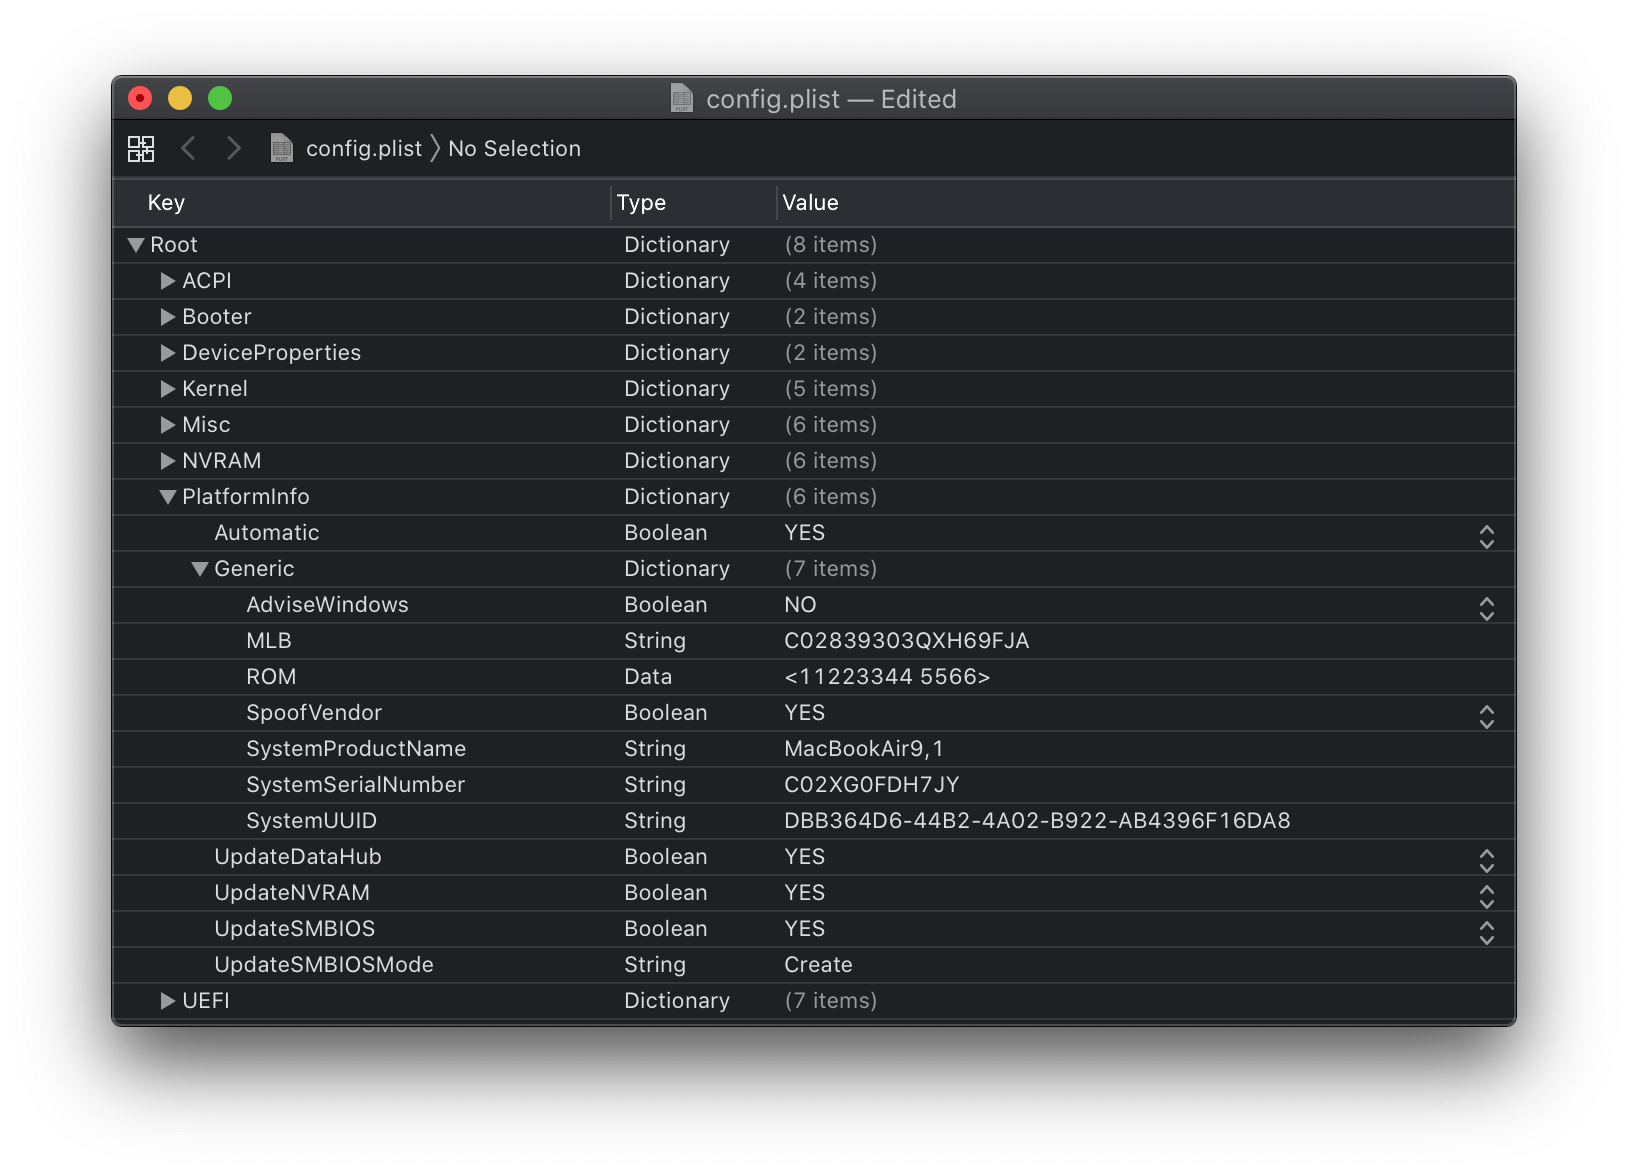 config.plist — Edited
config.plist 〉 No Selection
Key Type Value
Root Dictionary (8 items)
ACPI Dictionary (4 items)
Booter Dictionary (2 items)
DeviceProperties Dictionary (2 items)
Kernel Dictionary (5 items)
Misc Dictionary (6 items)
NVRAM Dictionary (6 items)
PlatformInfo Dictionary (6 items)
Automatic Boolean YES
Generic Dictionary (7 items)
AdviseWindows Boolean NO
MLB String C02839303QXH69FJA
ROM Data <11223344 5566>
SpoofVendor Boolean YES
SystemProductName String MacBookAir9,1
SystemSerialNumber String C02XG0FDH7JY
SystemUUID String DBB364D6-44B2-4A02-B922-AB4396F16DA8
UpdateDataHub Boolean YES
UpdateNVRAM Boolean YES
UpdateSMBIOS Boolean YES
UpdateSMBIOSMode String Create
UEFI Dictionary (7 items)